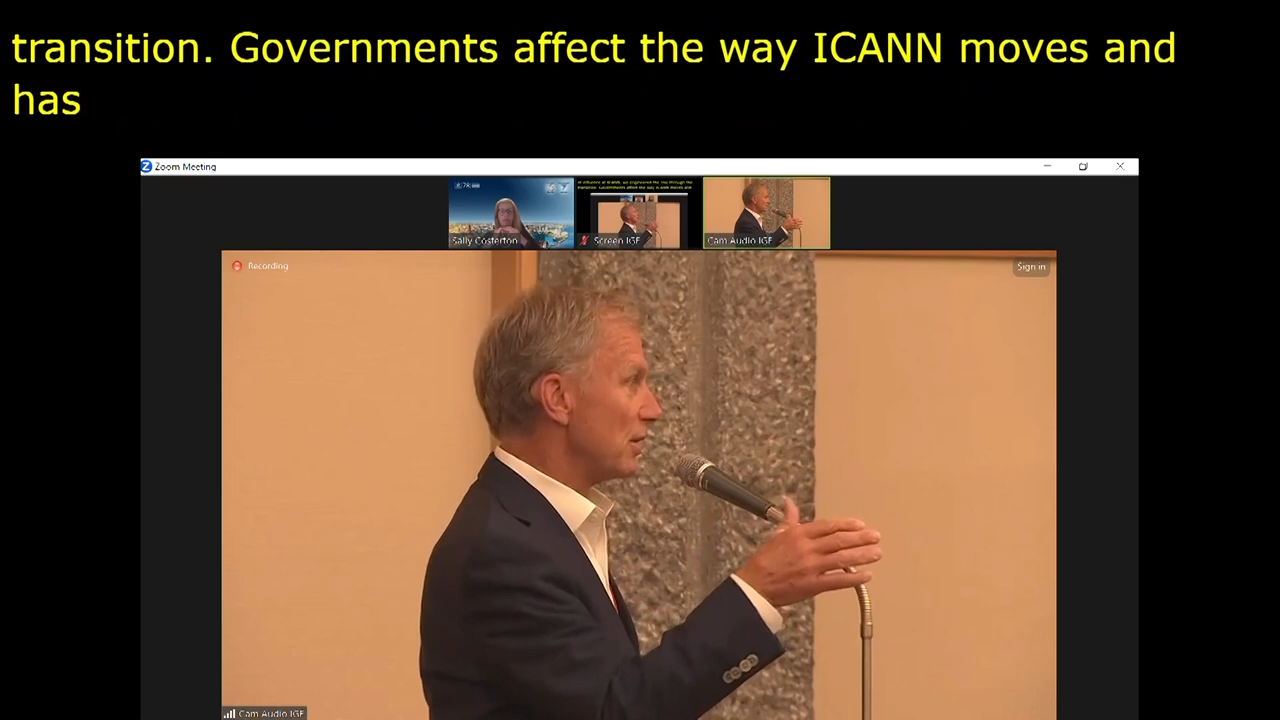 transition. Governments affect the way ICANN moves and
has
Zoom Meeting
Sally Costerton
Screen IGF
Cam Audio IGF
Recording
Sign in
Cam Audio IGF